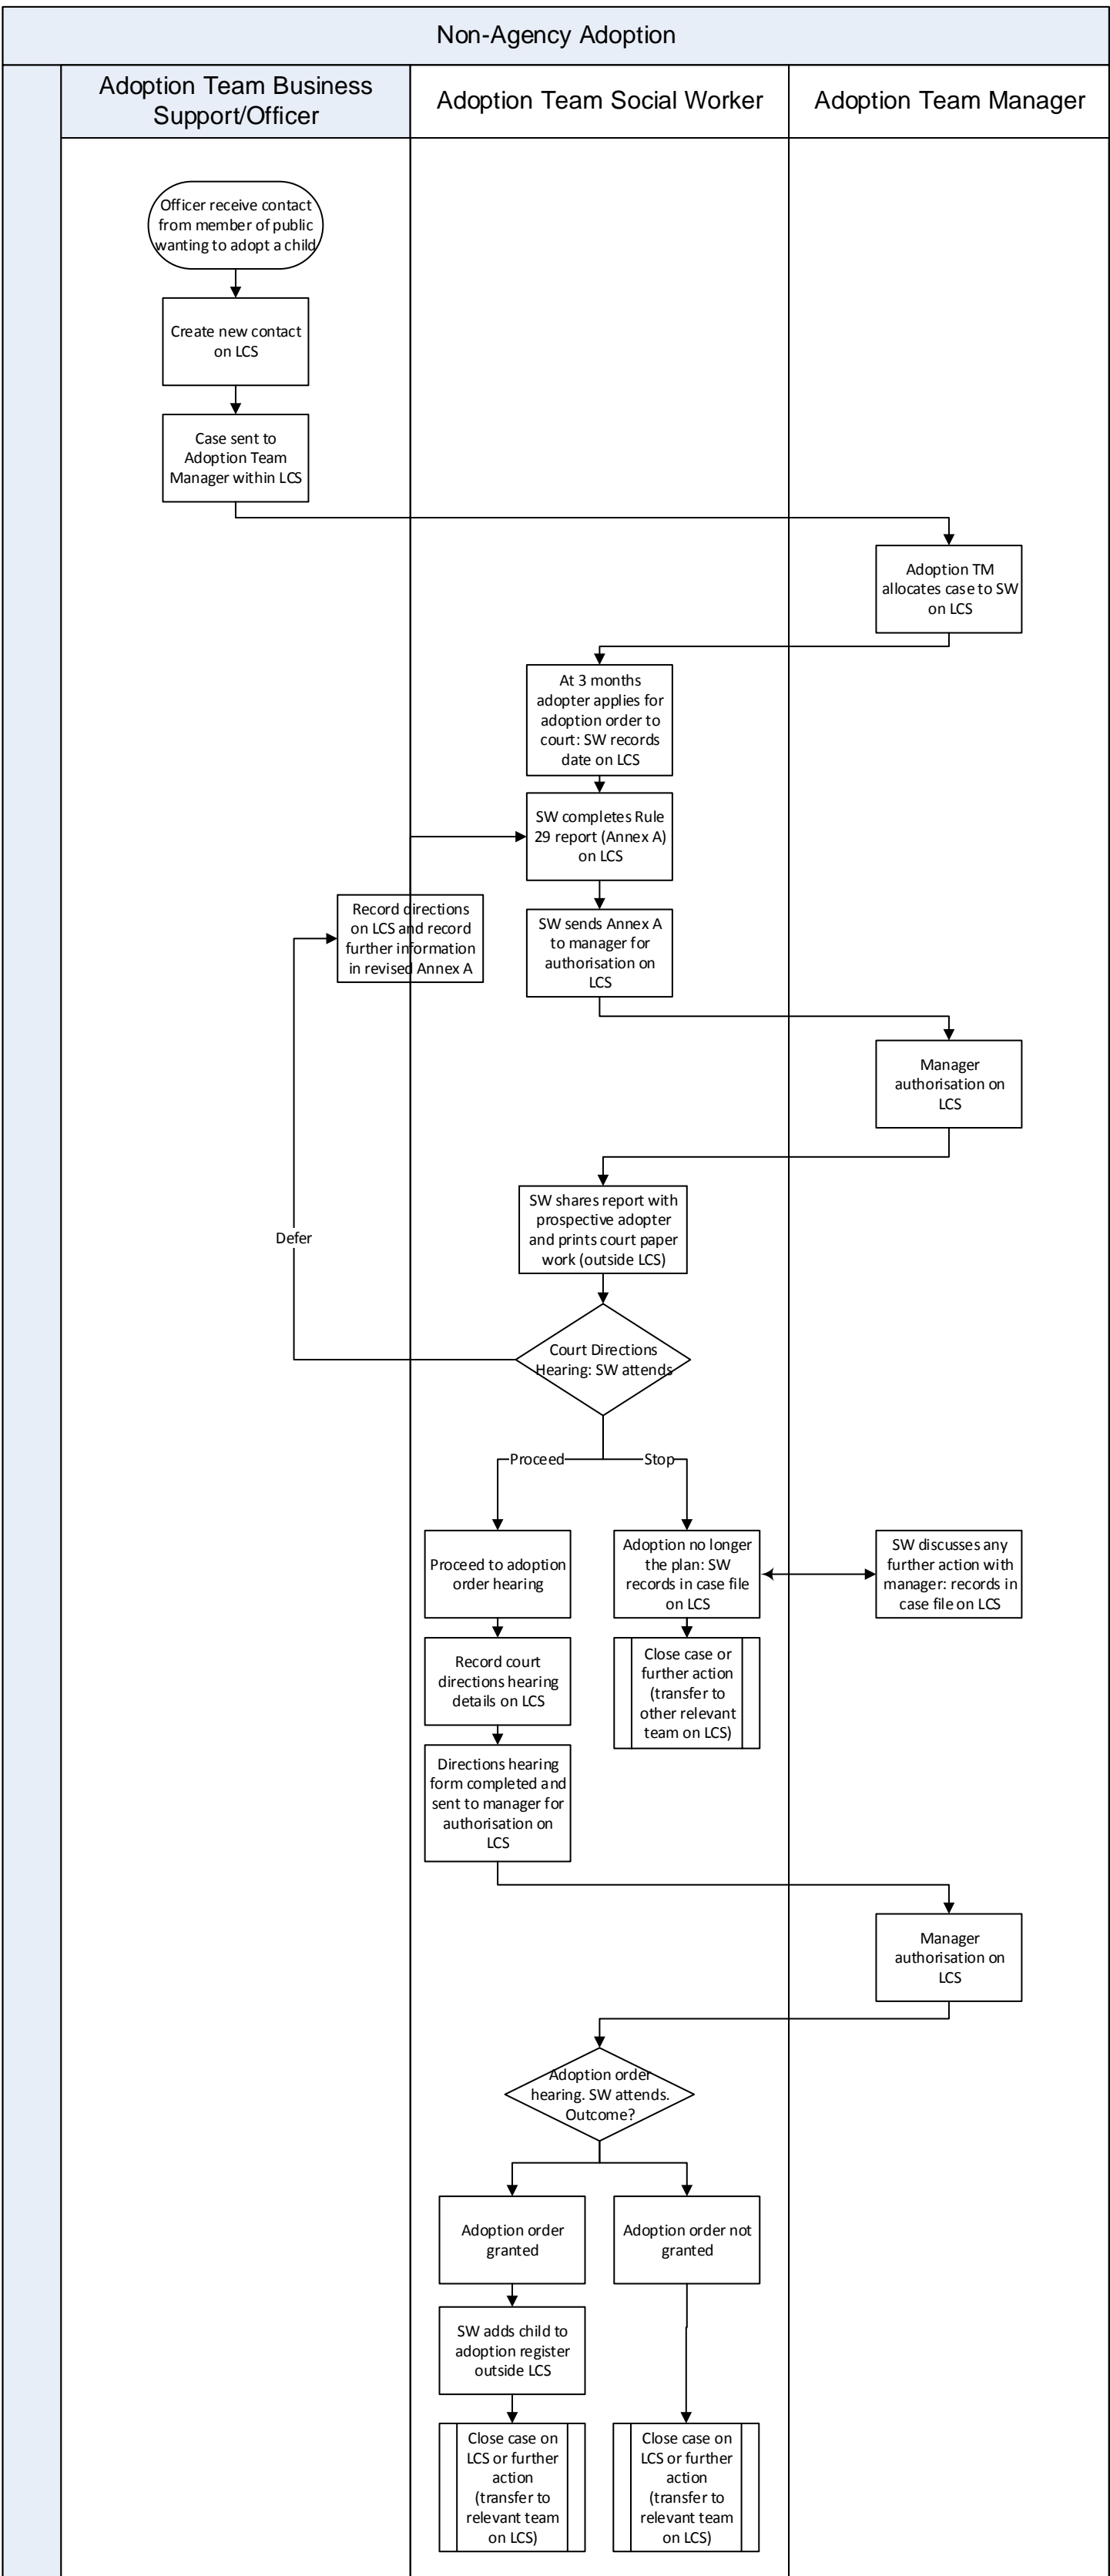 Non-Agency Adoption
Adoption Team Business
Support/Officer
Adoption Team Social Worker
Adoption Team Manager
Officer receive contact
from member of public
wanting to adopt a child
Create new contact
on LCS
Case sent to
Adoption Team
Manager within LCS
Adoption TM
allocates case to SW
on LCS
At 3 months
adopter applies for
adoption order to
court: SW records
date on LCS
SW completes Rule
29 report (Annex A)
on LCS
Record directions
on LCS and record
further information
in revised Annex A
SW sends Annex A
to manager for
authorisation on
LCS
Manager
authorisation on
LCS
SW shares report with
prospective adopter
and prints court paper
work (outside LCS)
Defer
Court Directions
Hearing: SW attends
Proceed
Stop
Proceed to adoption
order hearing
Adoption no longer
the plan: SW
records in case file
on LCS
SW discusses any
further action with
manager: records in
case file on LCS
Record court
directions hearing
details on LCS
Close case or
further action
(transfer to
other relevant
team on LCS)
Directions hearing
form completed and
sent to manager for
authorisation on
LCS
Manager
authorisation on
LCS
Adoption order
hearing. SW attends.
Outcome?
Adoption order
granted
Adoption order not
granted
SW adds child to
adoption register
outside LCS
Close case on
LCS or further
action
(transfer to
relevant team
on LCS)
Close case on
LCS or further
action
(transfer to
relevant team
on LCS)